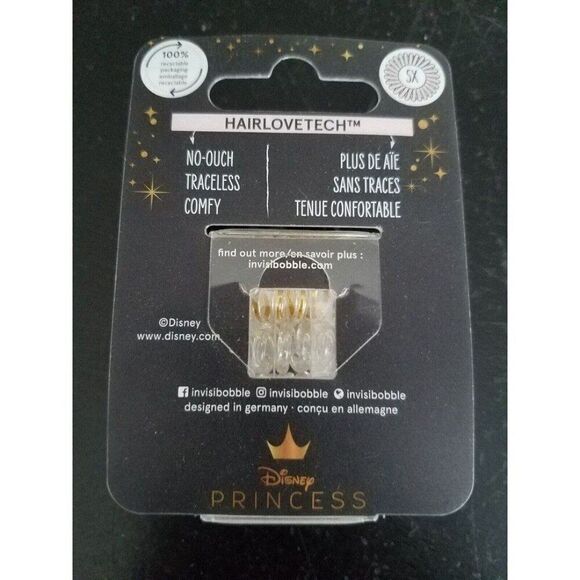 100%
recyclable
packaging
emballage
recyclable
5X
HAIRLOVETECH™
NO-OUCH
TRACELESS
COMFY
PLUS DE AÏE
SANS TRACES
TENUE CONFORTABLE
find out more/en savoir plus :
invisibobble.com
©Disney
www.disney.com
invisibobble invisibobble invisibobble
designed in germany · conçu en allemagne
Disney
PRINCESS